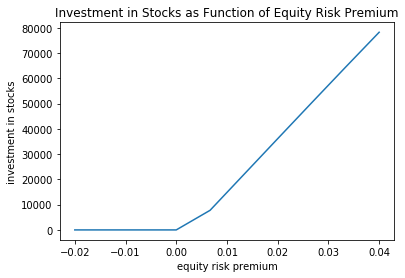 Investment in Stocks as Function of Equity Risk Premium
80000
70000
60000
50000
40000
30000
20000
10000
0
investment in stocks
−0.02 −0.01 0.00 0.01 0.02 0.03 0.04
equity risk premium